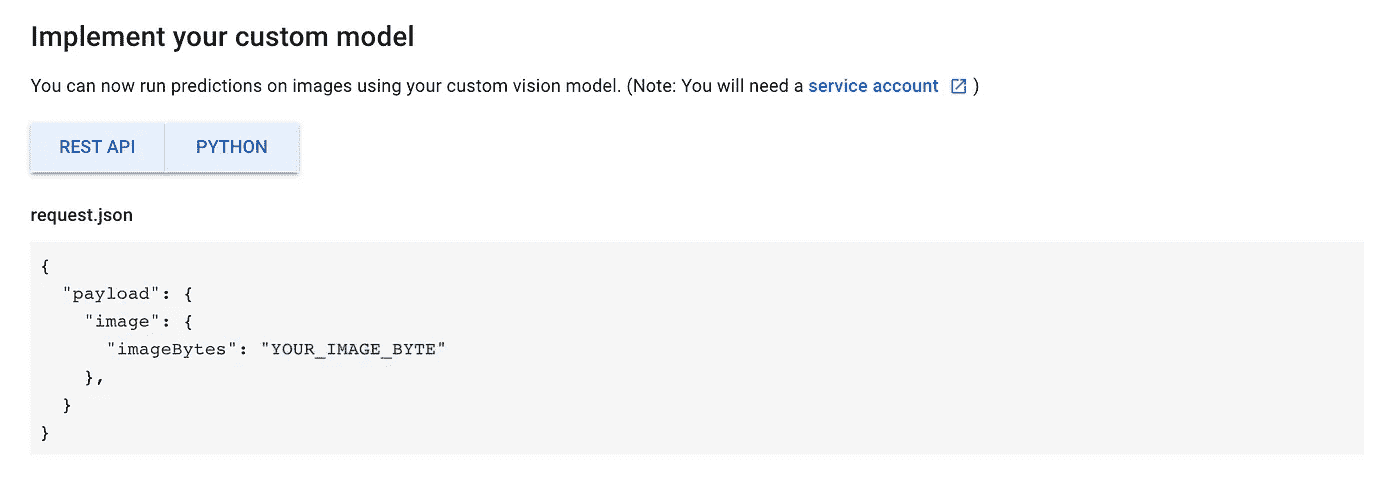 Implement your custom model
You can now run predictions on images using your custom vision model. (Note: You will need a service account )
REST API PYTHON
request.json
{
"payload": {
"image": {
"imageBytes": "YOUR_IMAGE_BYTE"
},
}
}